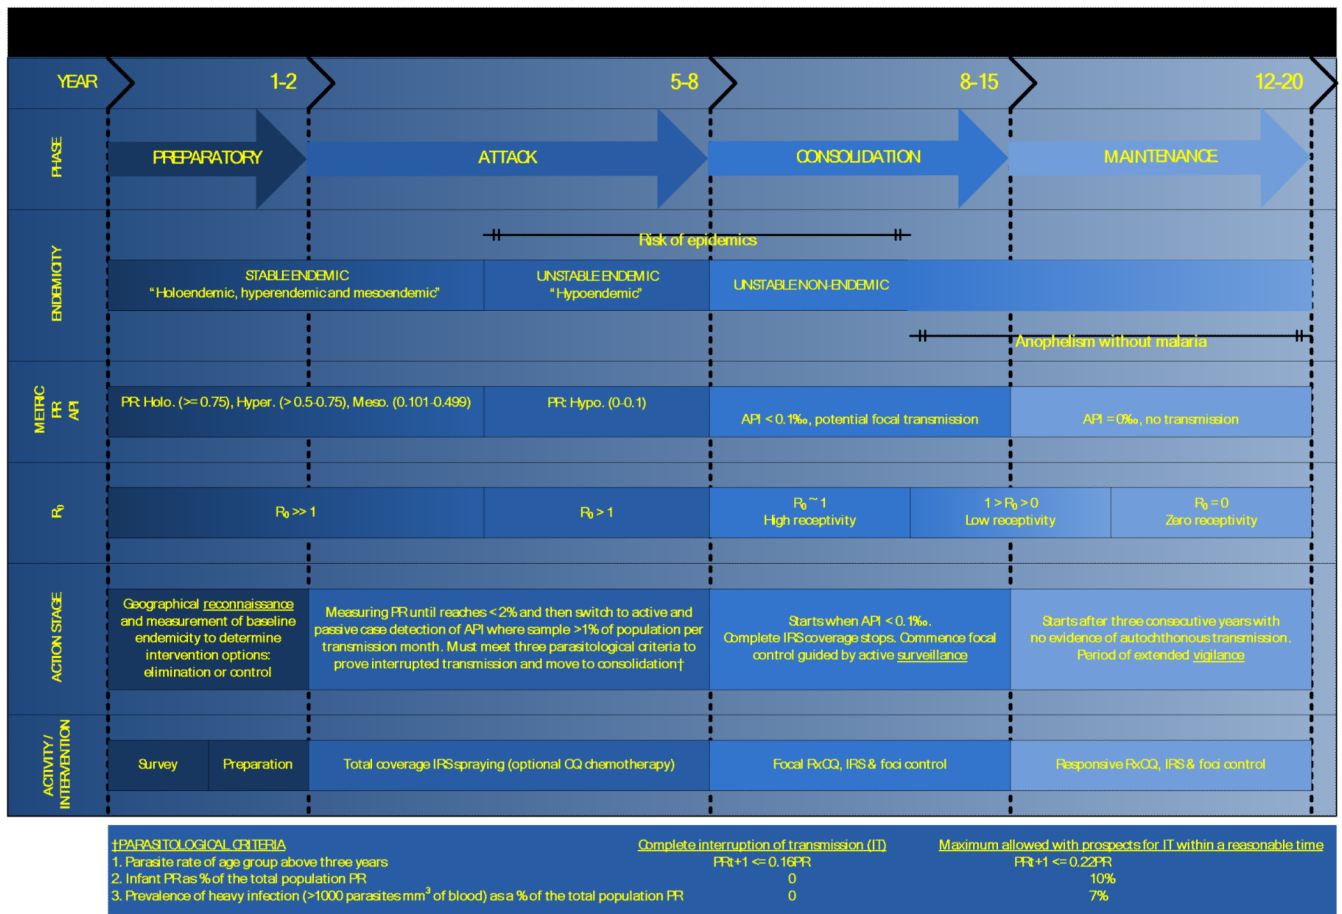 YEAR 1-2 5-8 8-15 12-20
PHASE PREPARATORY ATTACK CONSOLIDATION MAINTENANCE
ENDEMICITY
Risk of epidemics
STABLE ENDEMIC
"Holoendemic, hyperendemic and mesoendemic"
UNSTABLE ENDEMIC
"Hypoendemic"
UNSTABLE NON-ENDEMIC
Anophelism without malaria
METRIC
PR
API
PR: Holo. (>= 0.75), Hyper. (> 0.5-0.75), Meso. (0.101-0.499)
PR: Hypo. (0-0.1)
API < 0.1‰, potential focal transmission
API = 0‰, no transmission
R₀
R₀ >> 1
R₀ > 1
R₀ ~ 1
High receptivity
1 > R₀ > 0
Low receptivity
R₀ = 0
Zero receptivity
ACTION STAGE
Geographical reconnaissance
and measurement of baseline
endemicity to determine
intervention options:
elimination or control
Measuring PR until reaches < 2% and then switch to active and
passive case detection of API where sample >1% of population per
transmission month. Must meet three parasitological criteria to
prove interrupted transmission and move to consolidation†
Starts when API < 0.1‰.
Complete IRS coverage stops. Commence focal
control guided by active surveillance
Starts after three consecutive years with
no evidence of autochthonous transmission.
Period of extended vigilance
ACTIVITY /
INTERVENTION
Survey
Preparation
Total coverage IRS spraying (optional CQ chemotherapy)
Focal RxCQ, IRS & foci control
Responsive RxCQ, IRS & foci control
†PARASITOLOGICAL CRITERIA Complete interruption of transmission (IT) Maximum allowed with prospects for IT within a reasonable time
1. Parasite rate of age group above three years PRt+1 <= 0.16PR PRt+1 <= 0.22PR
2. Infant PR as % of the total population PR 0 10%
3. Prevalence of heavy infection (>1000 parasites mm³ of blood) as a % of the total population PR 0 7%